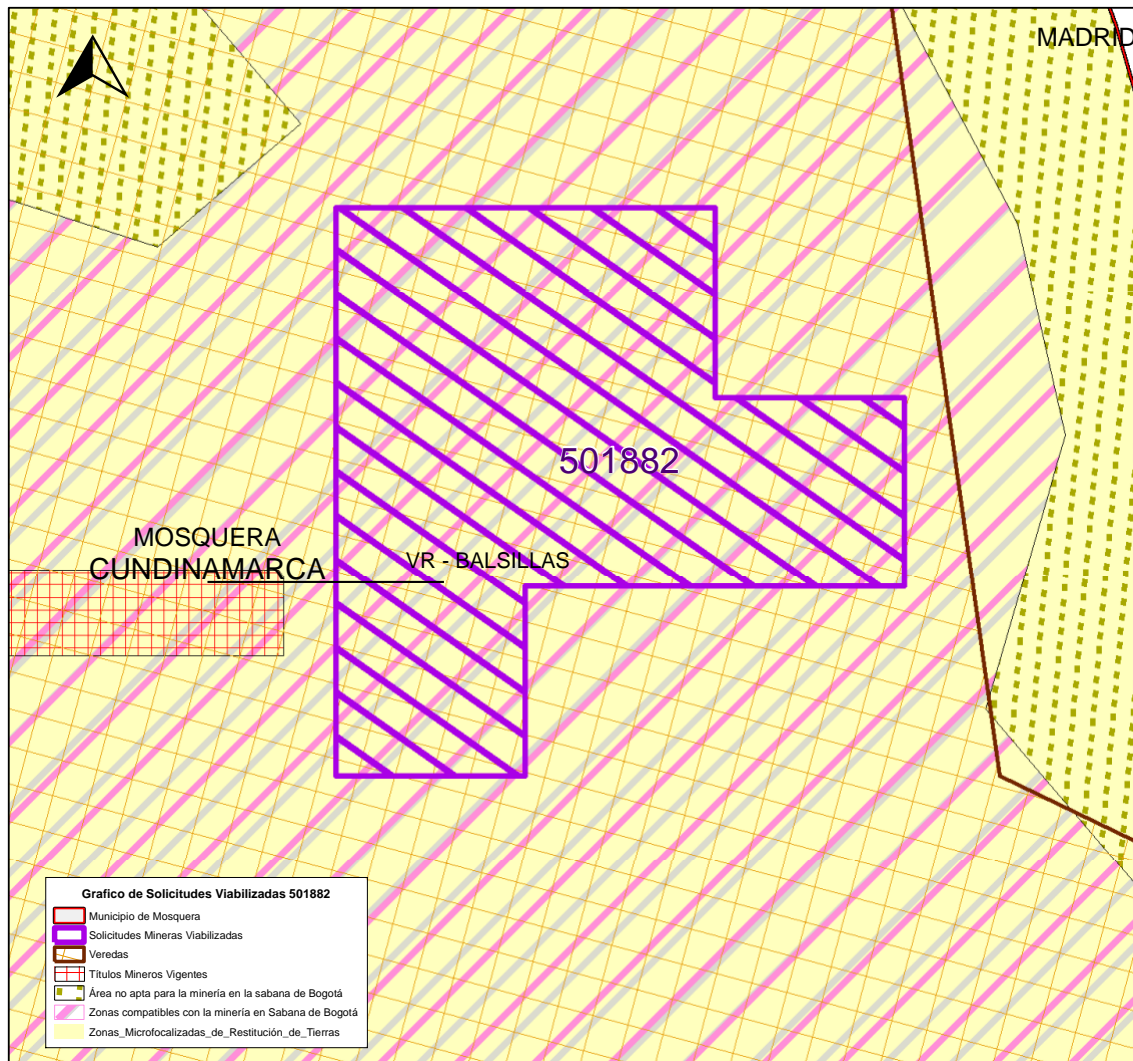 MADRID
501882
MOSQUERA
VR - BALSILLAS
CUNDINAMARCA
Grafico de Solicitudes Viabilizadas 501882
Municipio de Mosquera
Solicitudes Mineras Viabilizadas
Veredas
Títulos Mineros Vigentes
Área no apta para la minería en la sabana de Bogotá
Zonas compatibles con la minería en Sabana de Bogotá
Zonas_Microfocalizadas_de_Restitución_de_Tierras